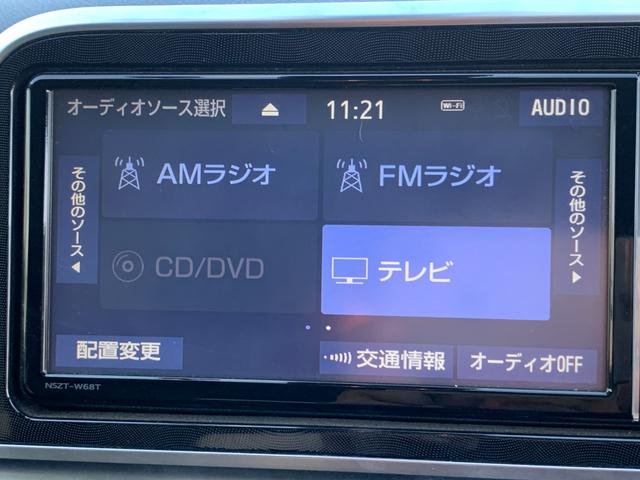 オーディオソース選択
11:21
Wi-Fi
AUDIO
その他のソース
AMラジオ
FMラジオ
その他のソース
CD/DVD
テレビ
配置変更
交通情報
オーディオOFF
NSZT-W68T